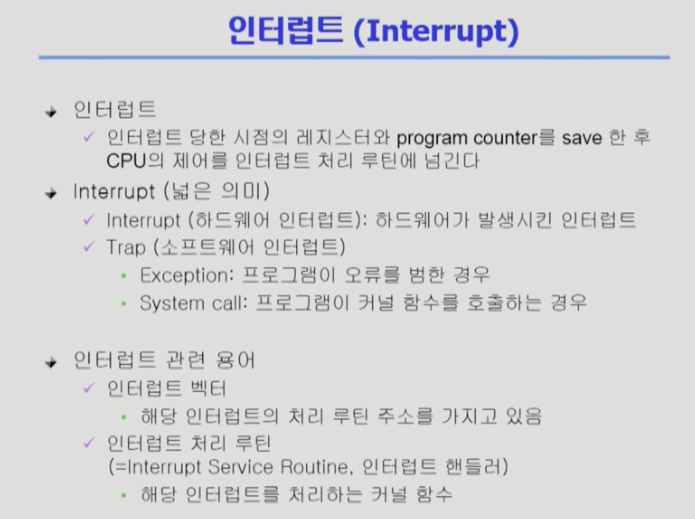 인터럽트 (Interrupt)
인터럽트
인터럽트 당한 시점의 레지스터와 program counter를 save 한 후
CPU의 제어를 인터럽트 처리 루틴에 넘긴다
Interrupt (넓은 의미)
Interrupt (하드웨어 인터럽트): 하드웨어가 발생시킨 인터럽트
Trap (소프트웨어 인터럽트)
Exception: 프로그램이 오류를 범한 경우
System call: 프로그램이 커널 함수를 호출하는 경우
인터럽트 관련 용어
인터럽트 벡터
해당 인터럽트의 처리 루틴 주소를 가지고 있음
인터럽트 처리 루틴
(=Interrupt Service Routine, 인터럽트 핸들러)
해당 인터럽트를 처리하는 커널 함수